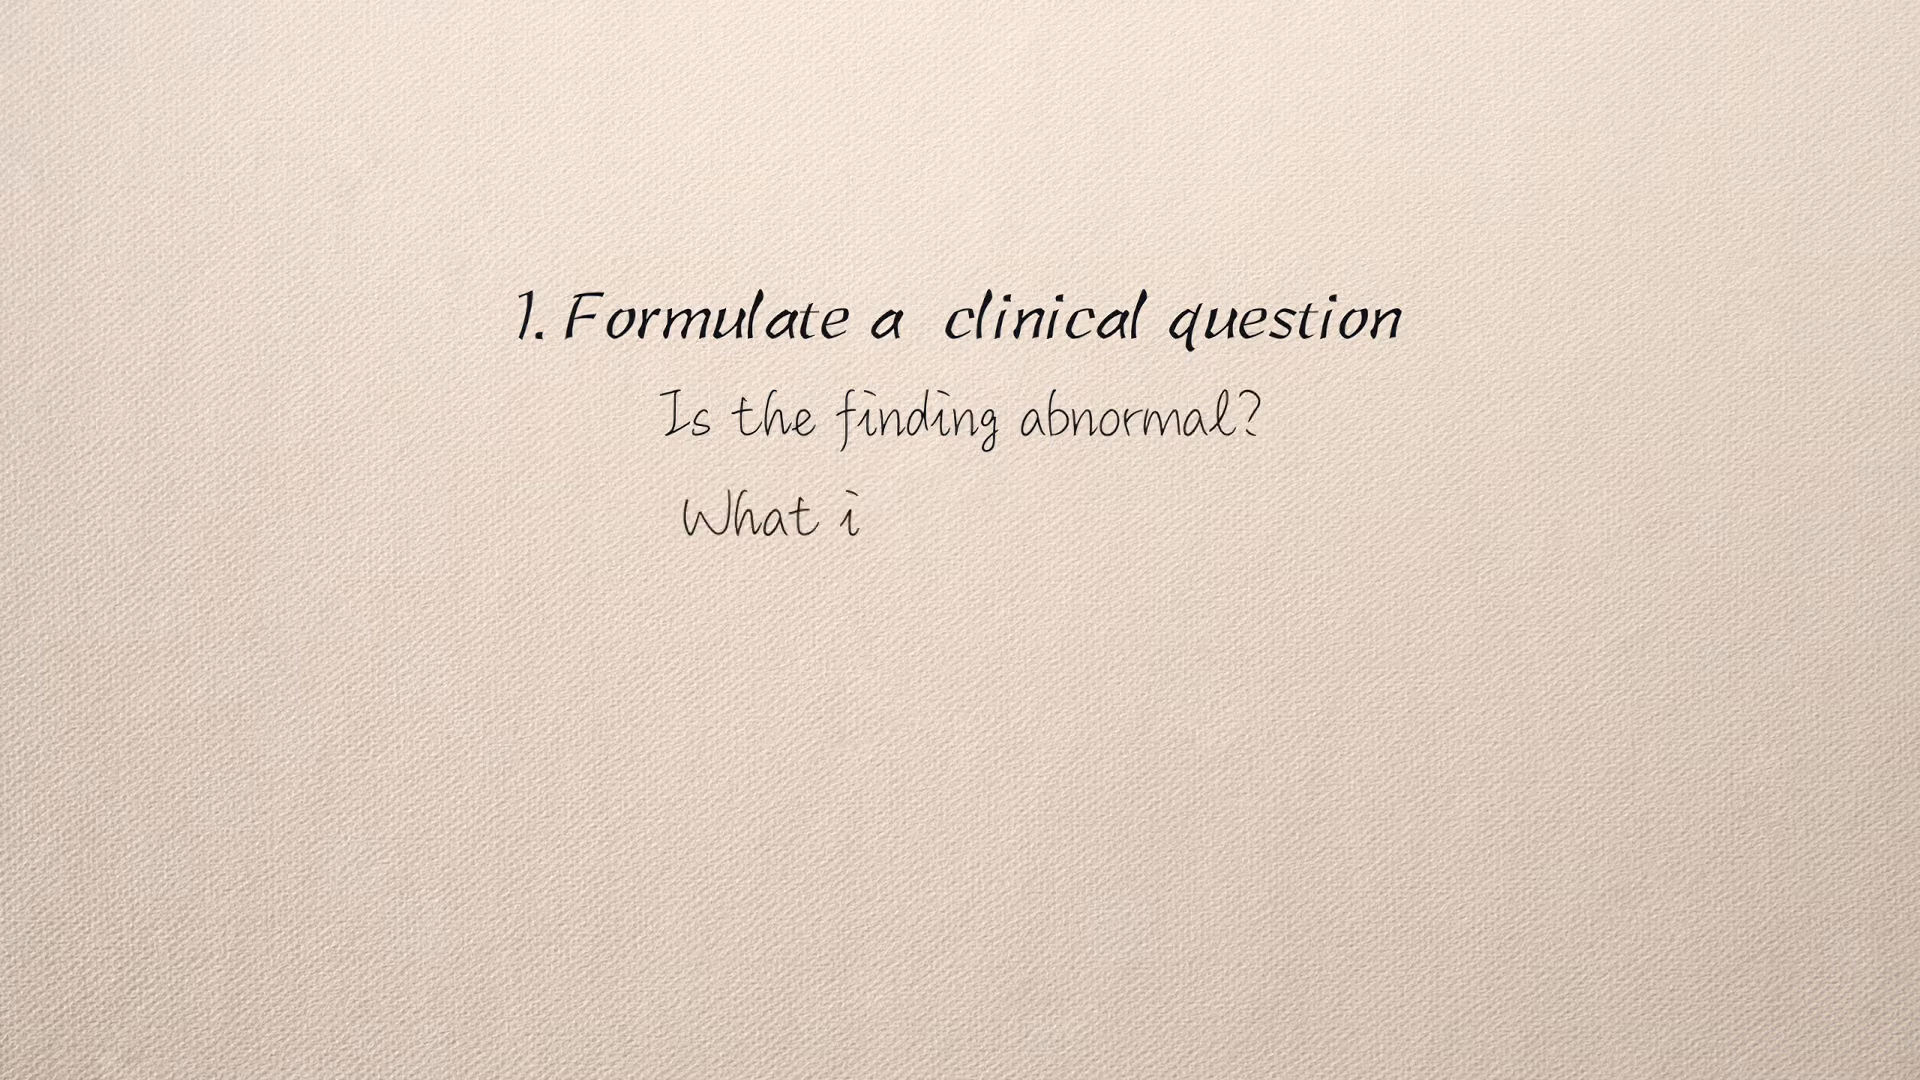 1. Formulate a clinical question
Is the finding abnormal?
What i